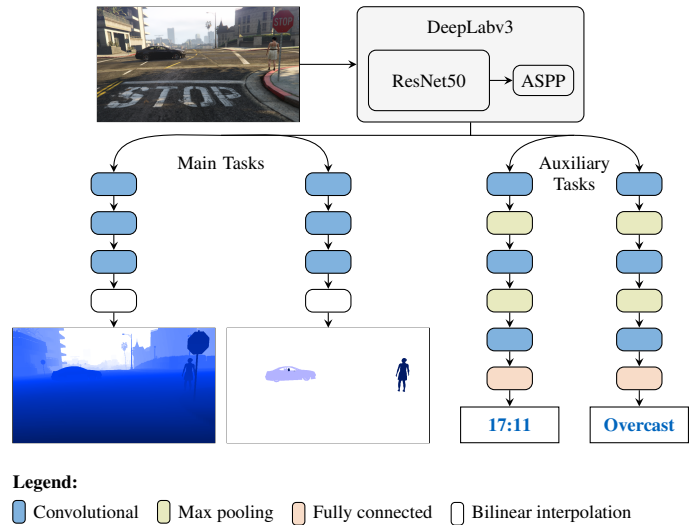 STOP
STOP
DeepLabv3
ResNet50
ASPP
Main Tasks
Auxiliary
Tasks
17:11
Overcast
Legend:
Convolutional
Max pooling
Fully connected
Bilinear interpolation